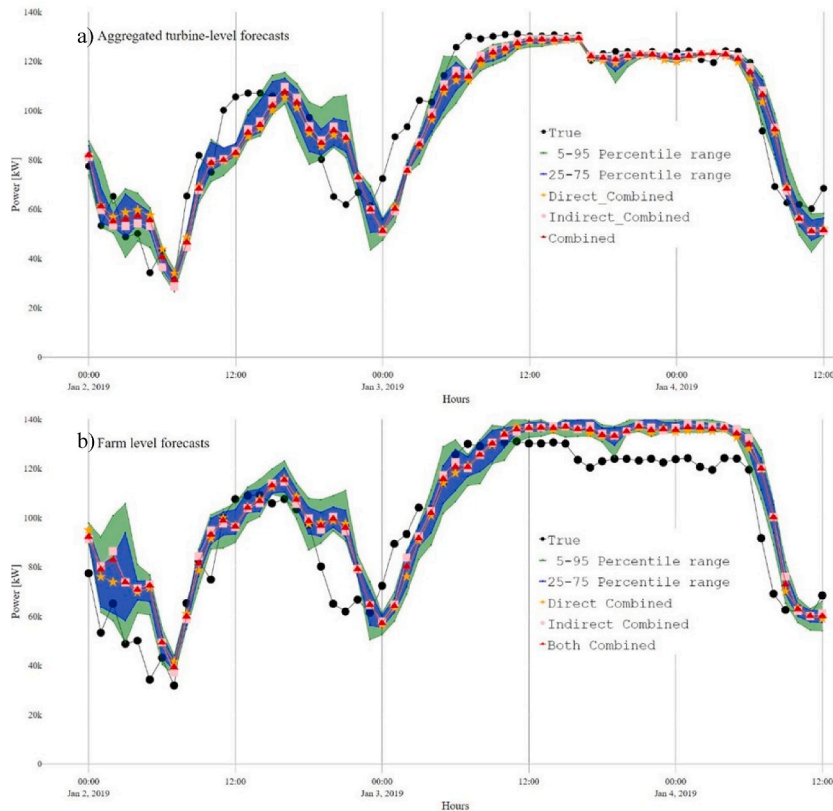 140k
a) Aggregated turbine-level forecasts
120k
100k
80k
60k
40k
20k
0
Power [kW]
True
5-95 Percentile range
25-75 Percentile range
Direct_Combined
Indirect_Combined
Combined
00:00 12:00 00:00 12:00 00:00 12:00
Jan 2, 2019 Jan 3, 2019 Jan 4, 2019
Hours
140k
b) Farm level forecasts
120k
100k
80k
60k
40k
20k
0
Power [kW]
True
5-95 Percentile range
25-75 Percentile range
Direct Combined
Indirect Combined
Both Combined
00:00 12:00 00:00 12:00 00:00 12:00
Jan 2, 2019 Jan 3, 2019 Jan 4, 2019
Hours